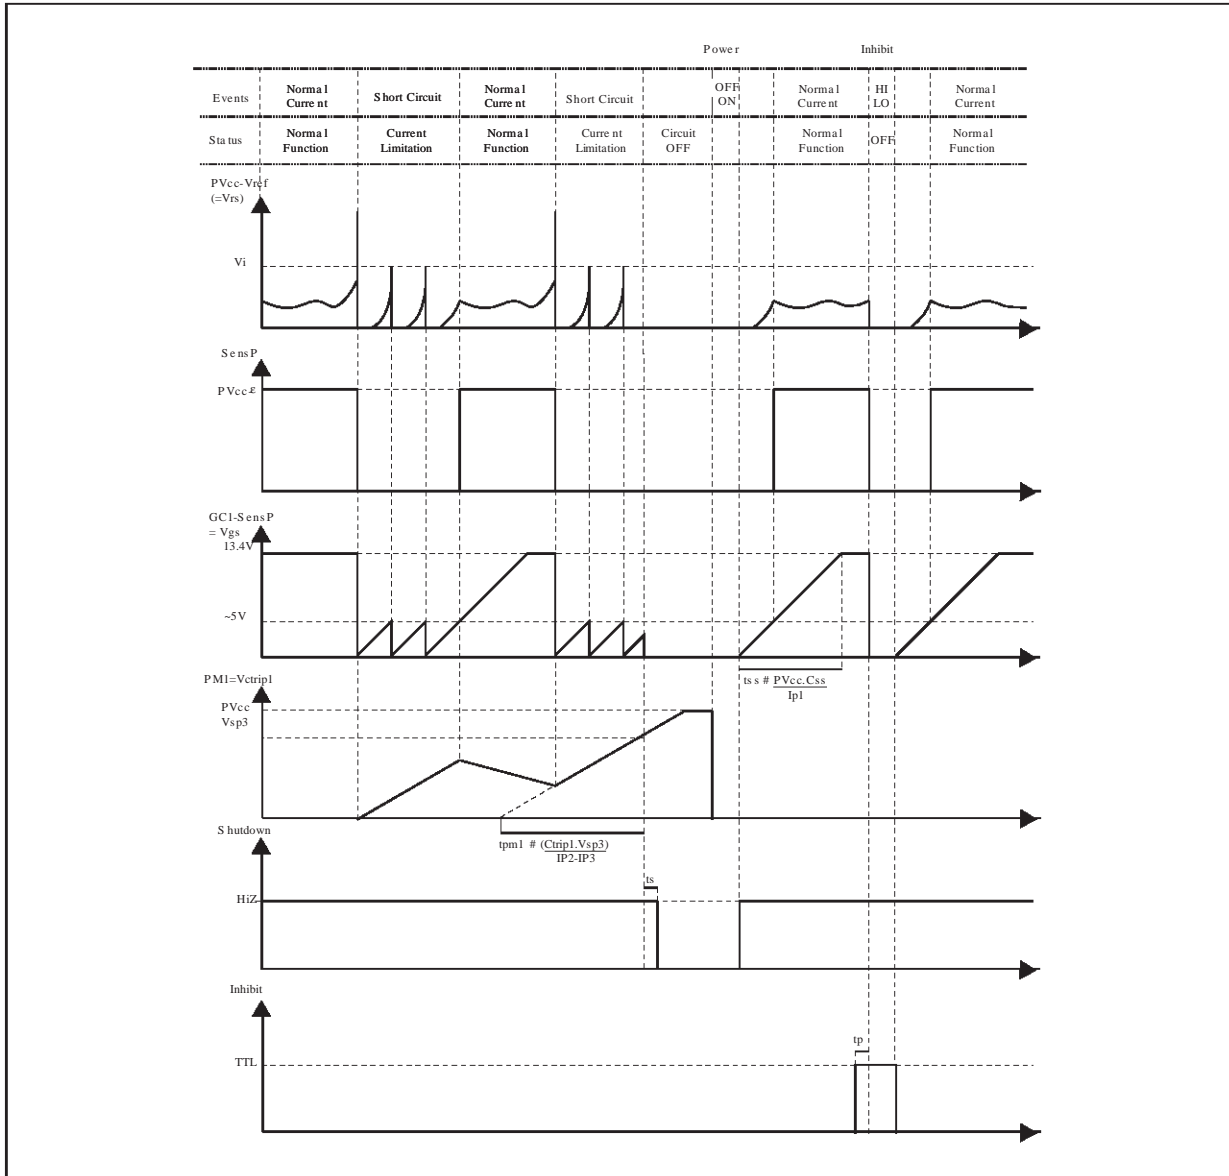 Power Inhibit
Events Normal Current Short Circuit Normal Current Short Circuit OFF ON Normal Current HI LO Normal Current
Status Normal Function Current Limitation Normal Function Current Limitation Circuit OFF Normal Function OFF Normal Function
PVcc-Vref
(=Vrs)
Vi
SensP
PVcc-ε
GC1-SensP
= Vgs
13.4V
~5V
tss # PVcc.Css
Ip1
PM1=Vctrip1
PVcc
Vsp3
tpm1 # (Ctrip1.Vsp3)
IP2-IP3
Shutdown
ts
HiZ
Inhibit
tp
TTL